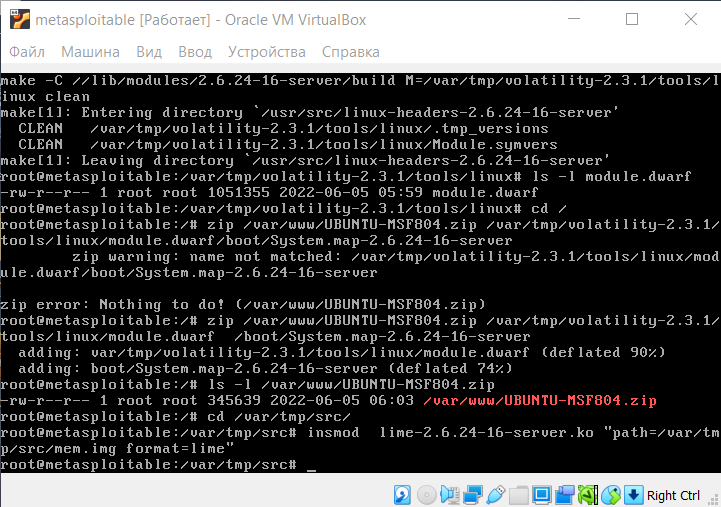 metasploitable [Работает] - Oracle VM VirtualBox
Файл Машина Вид Ввод Устройства Справка
make -C //lib/modules/2.6.24-16-server/build M=/var/tmp/volatility-2.3.1/tools/l
inux clean
make[1]: Entering directory `/usr/src/linux-headers-2.6.24-16-server'
  CLEAN   /var/tmp/volatility-2.3.1/tools/linux/.tmp_versions
  CLEAN   /var/tmp/volatility-2.3.1/tools/linux/Module.symvers
make[1]: Leaving directory `/usr/src/linux-headers-2.6.24-16-server'
root@metasploitable:/var/tmp/volatility-2.3.1/tools/linux# ls -l module.dwarf
-rw-r--r-- 1 root root 1051355 2022-06-05 05:59 module.dwarf
root@metasploitable:/var/tmp/volatility-2.3.1/tools/linux# cd /
root@metasploitable:/# zip /var/www/UBUNTU-MSF804.zip /var/tmp/volatility-2.3.1/
tools/linux/module.dwarf/boot/System.map-2.6.24-16-server
        zip warning: name not matched: /var/tmp/volatility-2.3.1/tools/linux/mod
ule.dwarf/boot/System.map-2.6.24-16-server
zip error: Nothing to do! (/var/www/UBUNTU-MSF804.zip)
root@metasploitable:/# zip /var/www/UBUNTU-MSF804.zip /var/tmp/volatility-2.3.1/
tools/linux/module.dwarf  /boot/System.map-2.6.24-16-server
  adding: var/tmp/volatility-2.3.1/tools/linux/module.dwarf (deflated 90%)
  adding: boot/System.map-2.6.24-16-server (deflated 74%)
root@metasploitable:/# ls -l /var/www/UBUNTU-MSF804.zip
-rw-r--r-- 1 root root 345639 2022-06-05 06:03 /var/www/UBUNTU-MSF804.zip
root@metasploitable:/# cd /var/tmp/src/
root@metasploitable:/var/tmp/src# insmod  lime-2.6.24-16-server.ko "path=/var/tm
p/src/mem.img format=lime"
root@metasploitable:/var/tmp/src# _
Right Ctrl